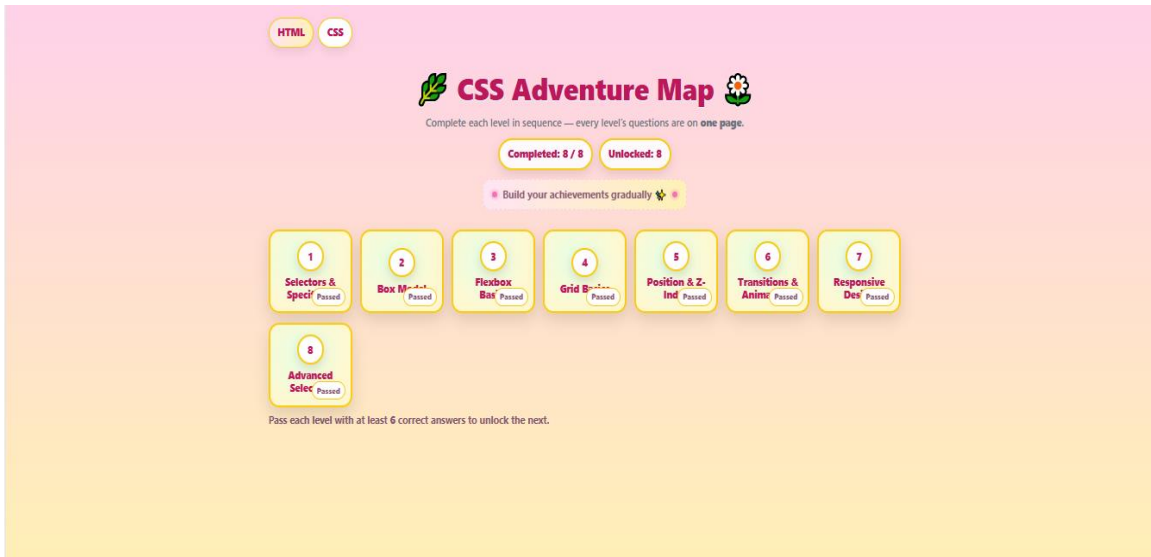 HTML CSS
CSS Adventure Map
Complete each level in sequence — every level's questions are on one page.
Completed: 8 / 8 Unlocked: 8
Build your achievements gradually
1
Selectors &
Passed
2
Box
Passed
3
Flexbox
Passed
4
Grid
Passed
5
Position & Z-
Passed
6
Transitions &
Passed
7
Responsive
Passed
8
Advanced
Passed
Pass each level with at least 6 correct answers to unlock the next.